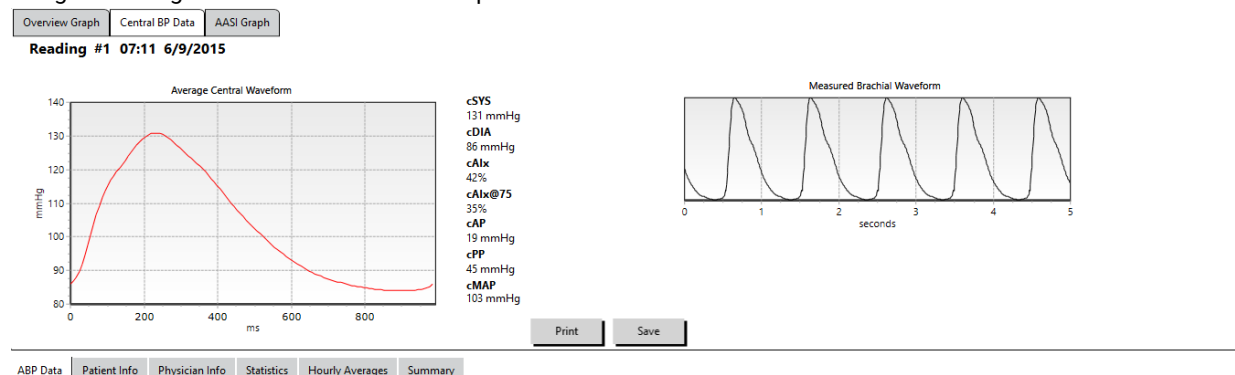 Overview Graph Central BP Data AASI Graph
Reading #1 07:11 6/9/2015
Average Central Waveform
140
130
120
110
100
90
80
mmHg
0 200 400 600 800
ms
cSYS
131 mmHg
cDIA
86 mmHg
cAIx
42%
cAIx@75
35%
cAP
19 mmHg
cPP
45 mmHg
cMAP
103 mmHg
Measured Brachial Waveform
0 1 2 3 4 5
seconds
Print Save
ABP Data Patient Info Physician Info Statistics Hourly Averages Summary